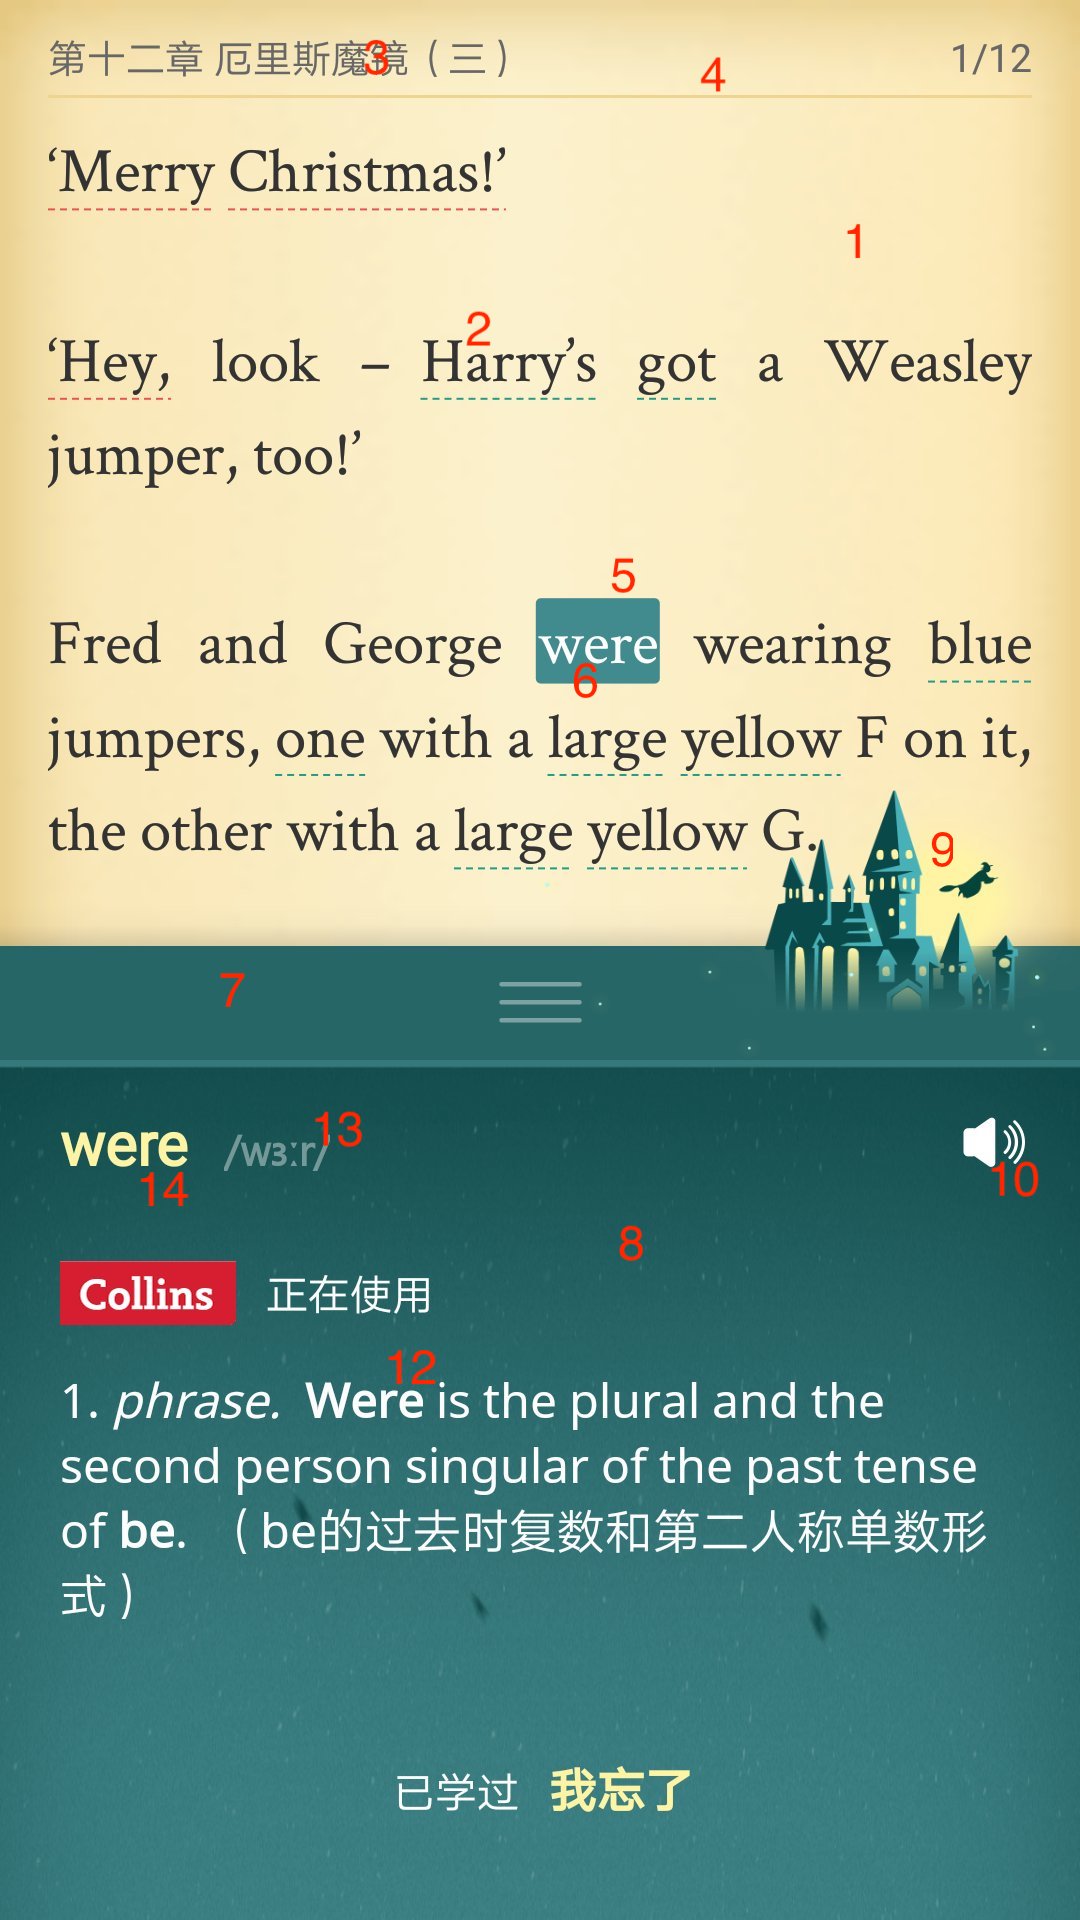 第十二章 厄里斯魔镜（三） 1/12
3
4
‘Merry Christmas!’
1
2
‘Hey, look – Harry’s got a Weasley
jumper, too!’
5
Fred and George were wearing blue
6
jumpers, one with a large yellow F on it,
the other with a large yellow G.
9
7
were /wɜːr/
13
14
10
8
Collins 正在使用
12
1. phrase. Were is the plural and the
second person singular of the past tense
of be. （be的过去时复数和第二人称单数形
式）
已学过 我忘了